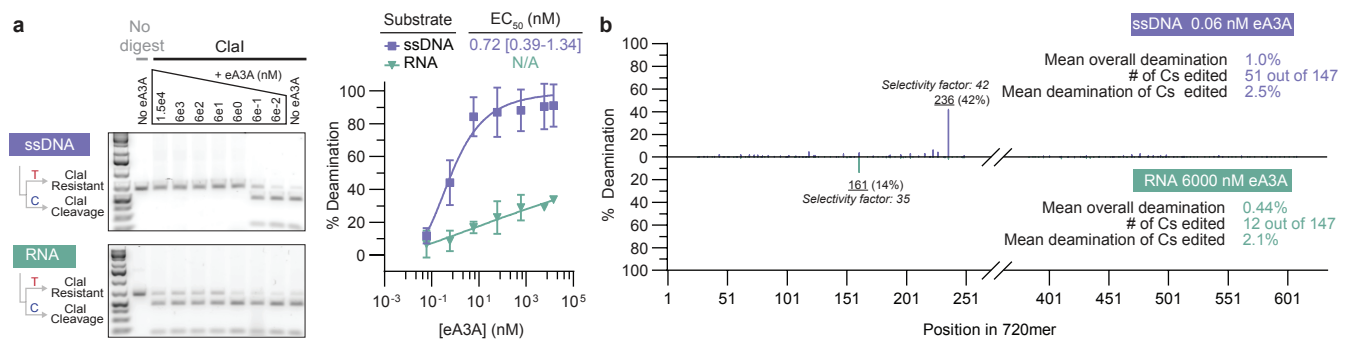 a
No
digest
ClaI
+ eA3A (nM)
No eA3A
1.5e4
6e3
6e2
6e1
6e0
6e-1
6e-2
No eA3A
ssDNA
T
ClaI
Resistant
C
ClaI
Cleavage
RNA
T
ClaI
Resistant
C
ClaI
Cleavage
Substrate
EC50 (nM)
ssDNA
0.72 [0.39-1.34]
RNA
N/A
% Deamination
100
80
60
40
20
0
10-3
10-1
101
103
105
[eA3A] (nM)
b
ssDNA 0.06 nM eA3A
Mean overall deamination 1.0%
# of Cs edited 51 out of 147
Mean deamination of Cs edited 2.5%
Selectivity factor: 42
236 (42%)
% Deamination
100
80
60
40
20
0
20
40
60
80
100
161 (14%)
Selectivity factor: 35
RNA 6000 nM eA3A
Mean overall deamination 0.44%
# of Cs edited 12 out of 147
Mean deamination of Cs edited 2.1%
1 51 101 151 201 251 401 451 501 551 601
Position in 720mer